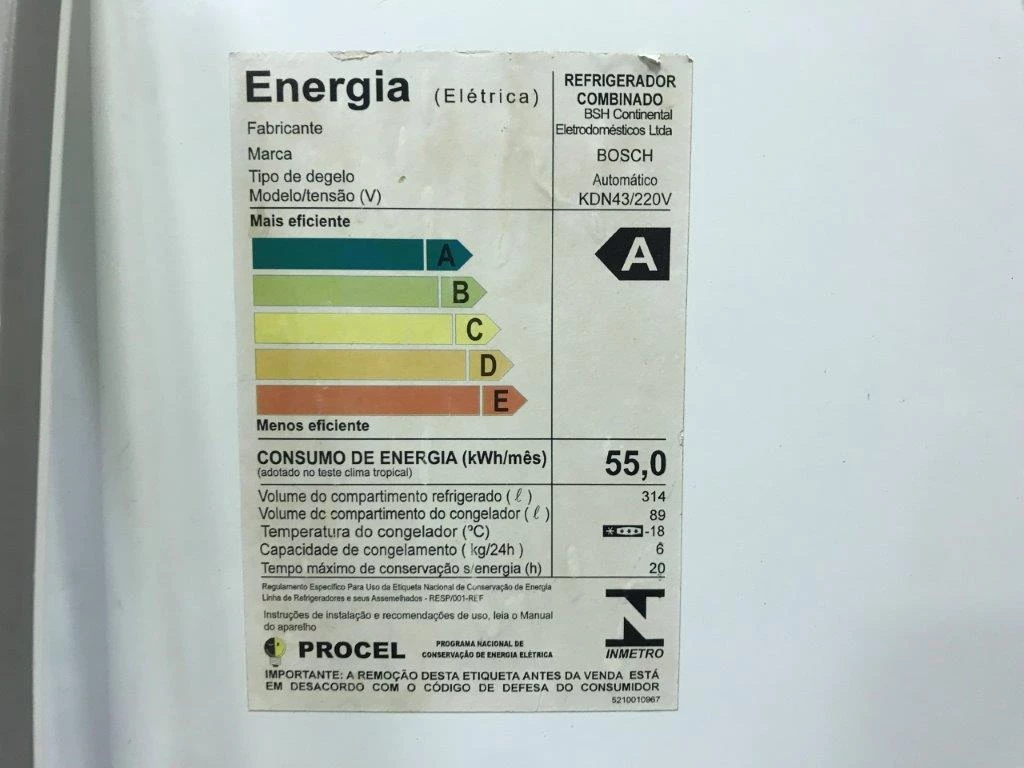 Energia (Elétrica)
REFRIGERADOR
COMBINADO
Fabricante
BSH Continental
Eletrodomésticos Ltda
Marca BOSCH
Tipo de degelo Automático
Modelo/tensão (V) KDN43/220V
Mais eficiente
A A
B
C
D
E
Menos eficiente
CONSUMO DE ENERGIA (kWh/mês) 55,0
(adotado no teste clima tropical)
Volume do compartimento refrigerado ( ℓ ) 314
Volume do compartimento do congelador ( ℓ ) 89
Temperatura do congelador (ºC) -18
Capacidade de congelamento ( kg/24h ) 6
Tempo máximo de conservação s/energia (h) 20
Regulamento Específico Para Uso da Etiqueta Nacional de Conservação de Energia
Linha de Refrigeradores e seus Assemelhados - RESP/001-REF
Instruções de instalação e recomendações de uso, leia o Manual
do aparelho
PROCEL
PROGRAMA NACIONAL DE
CONSERVAÇÃO DE ENERGIA ELÉTRICA
INMETRO
IMPORTANTE: A REMOÇÃO DESTA ETIQUETA ANTES DA VENDA ESTÁ
EM DESACORDO COM O CÓDIGO DE DEFESA DO CONSUMIDOR
5210010967